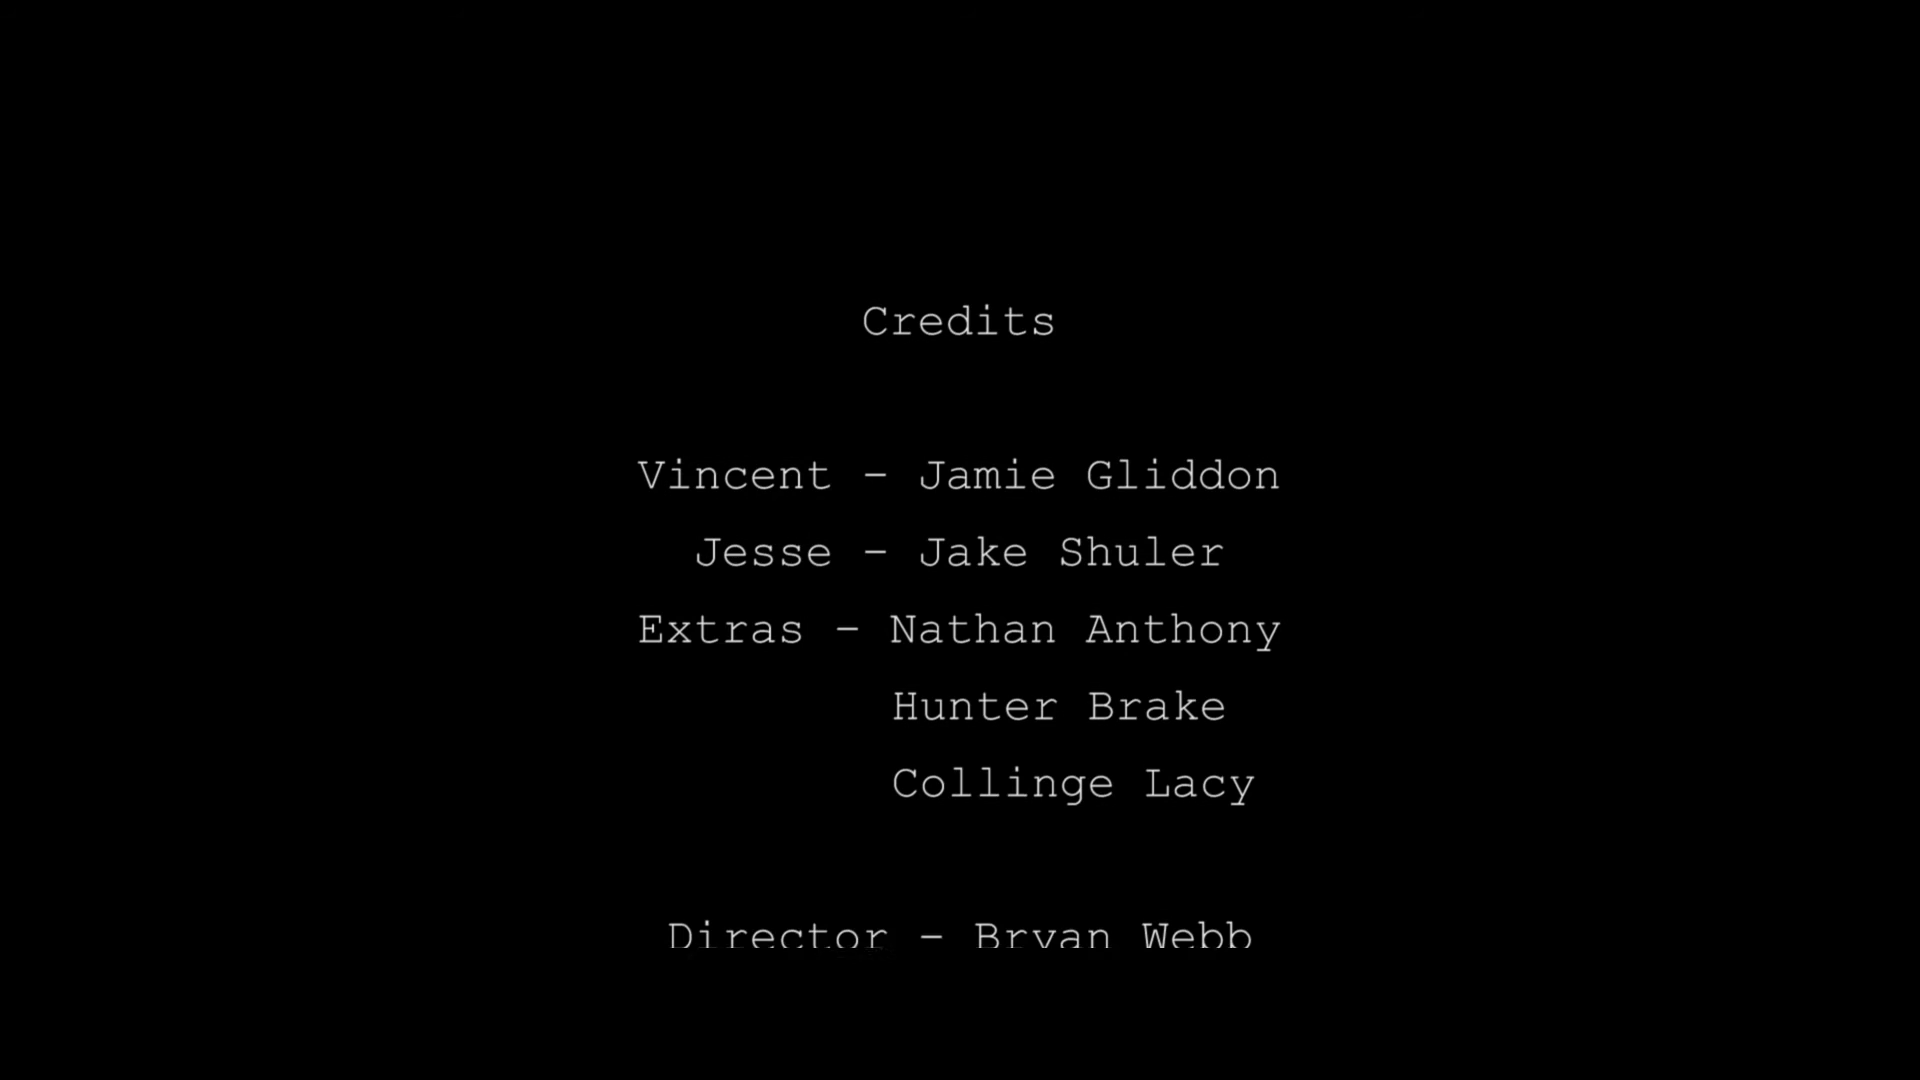 Credits
Vincent - Jamie Gliddon
Jesse - Jake Shuler
Extras - Nathan Anthony
Hunter Brake
Collinge Lacy
Director - Bryan Webb